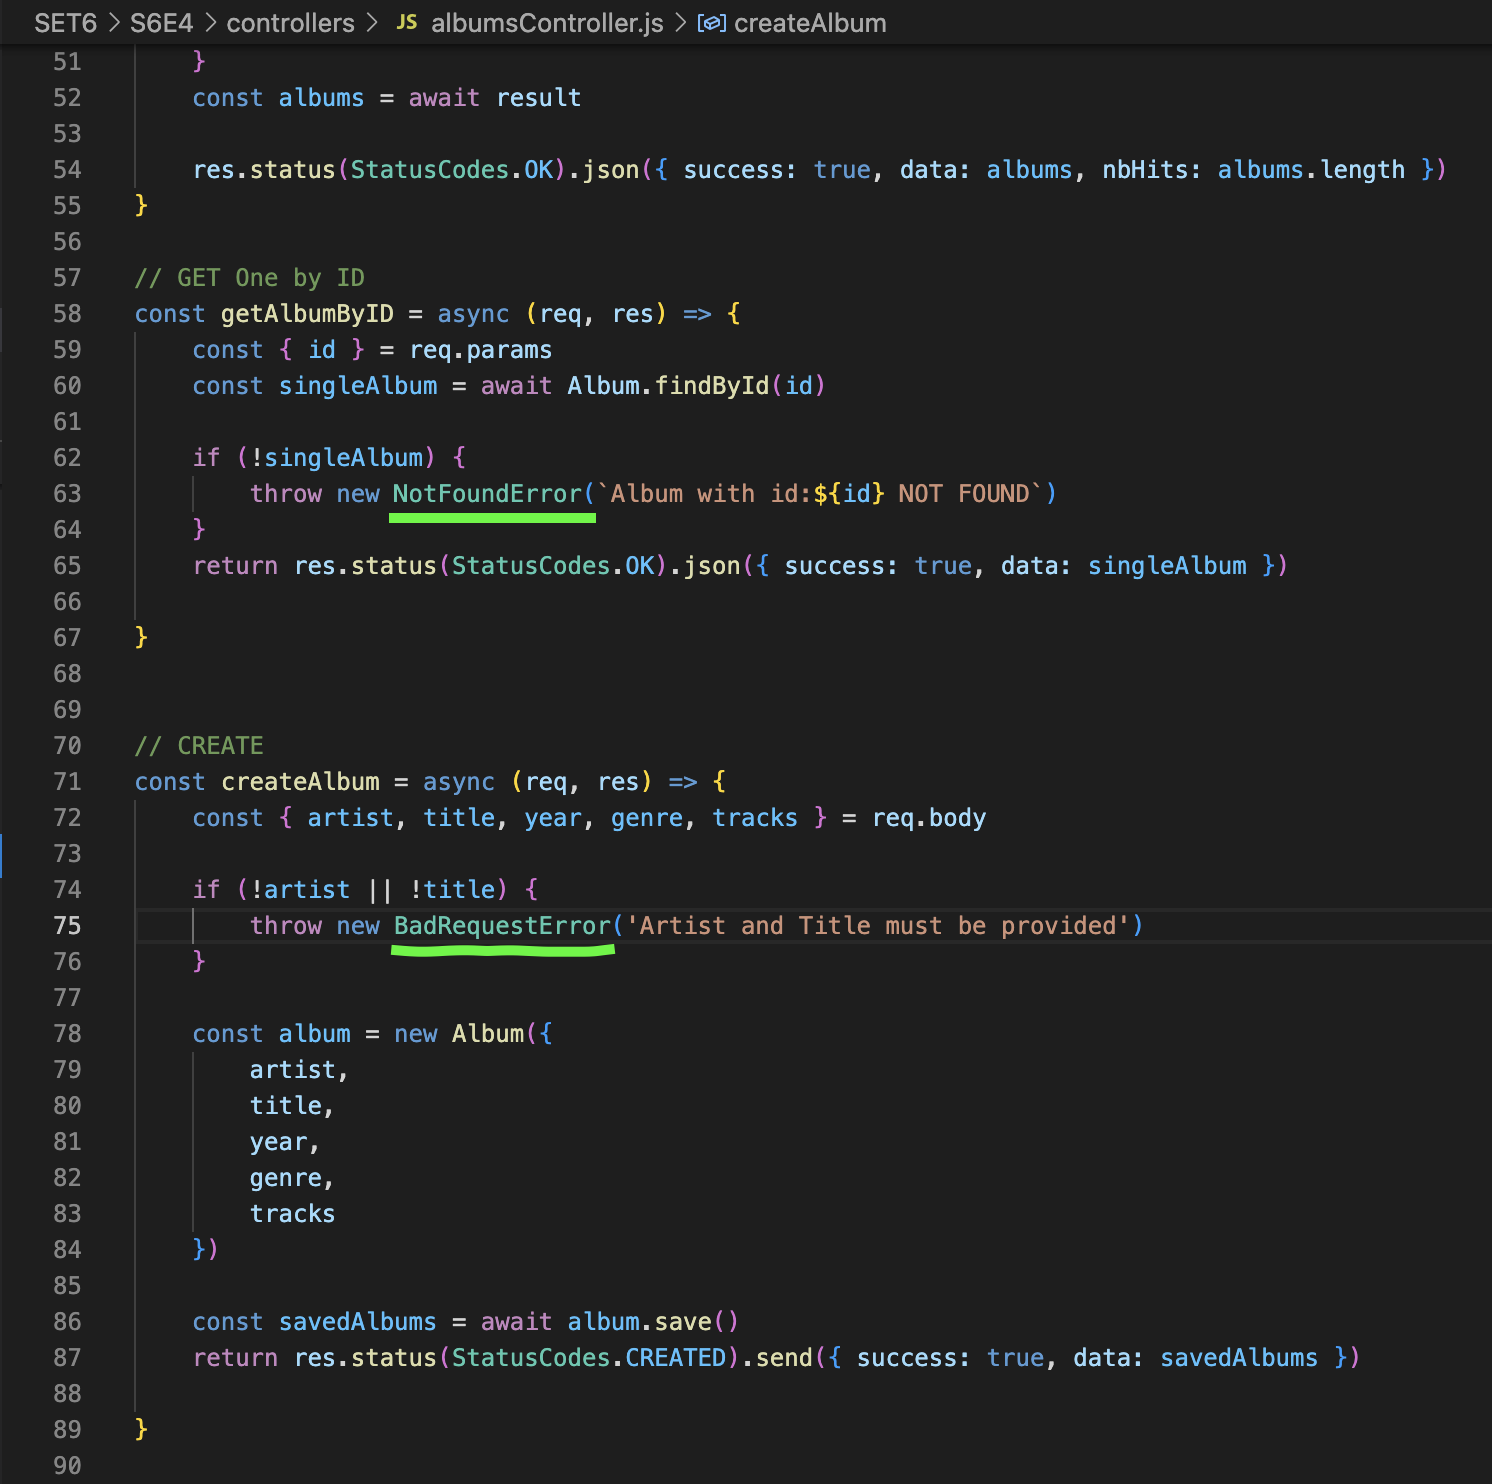 SET6 > S6E4 > controllers > JS albumsController.js > createAlbum
51 }
52 const albums = await result
53
54 res.status(StatusCodes.OK).json({ success: true, data: albums, nbHits: albums.length })
55 }
56
57 // GET One by ID
58 const getAlbumByID = async (req, res) => {
59 const { id } = req.params
60 const singleAlbum = await Album.findById(id)
61
62 if (!singleAlbum) {
63 throw new NotFoundError(`Album with id:${id} NOT FOUND`)
64 }
65 return res.status(StatusCodes.OK).json({ success: true, data: singleAlbum })
66
67 }
68
69
70 // CREATE
71 const createAlbum = async (req, res) => {
72 const { artist, title, year, genre, tracks } = req.body
73
74 if (!artist || !title) {
75 throw new BadRequestError('Artist and Title must be provided')
76 }
77
78 const album = new Album({
79 artist,
80 title,
81 year,
82 genre,
83 tracks
84 })
85
86 const savedAlbums = await album.save()
87 return res.status(StatusCodes.CREATED).send({ success: true, data: savedAlbums })
88
89 }
90